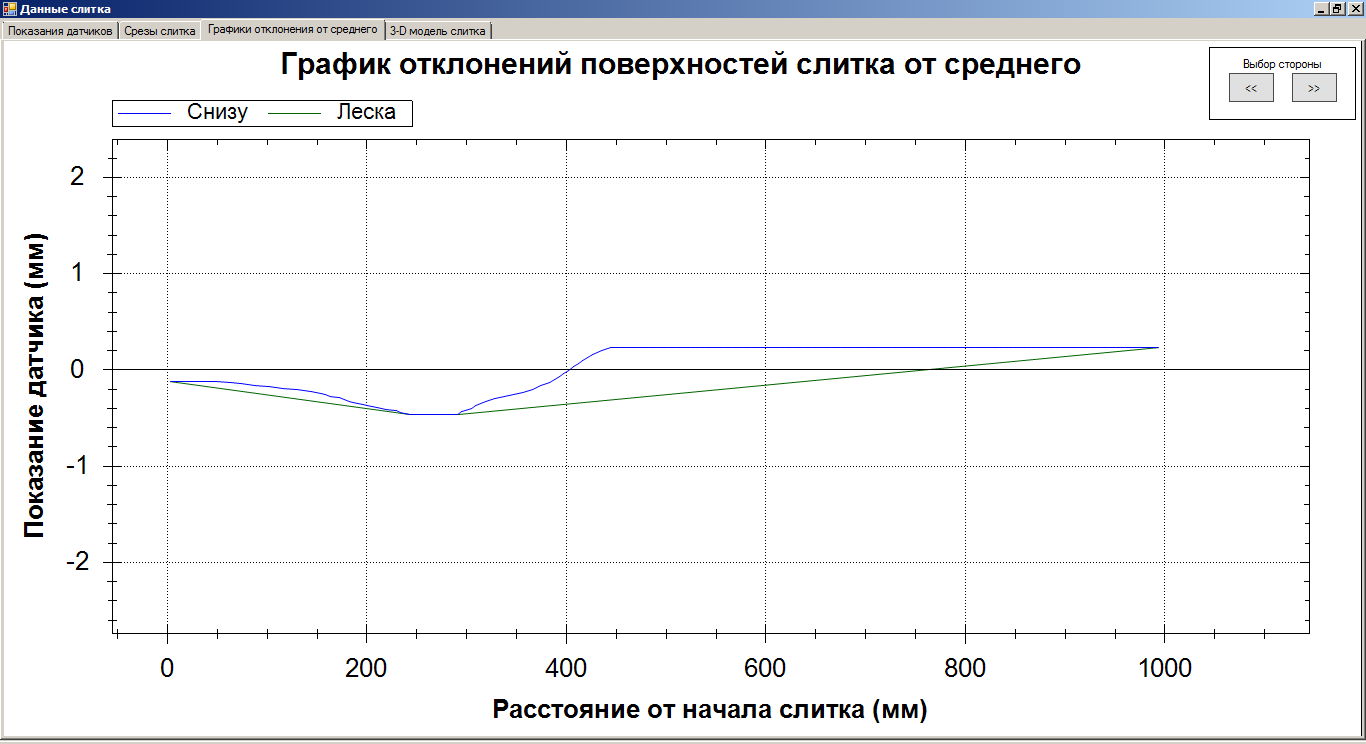 Данные слитка
Показания датчиков Срезы слитка Графики отклонения от среднего 3-D модель слитка
График отклонений поверхностей слитка от среднего
Выбор стороны
<< >>
Снизу Леска
Показание датчика (мм)
2
1
0
-1
-2
0 200 400 600 800 1000
Расстояние от начала слитка (мм)